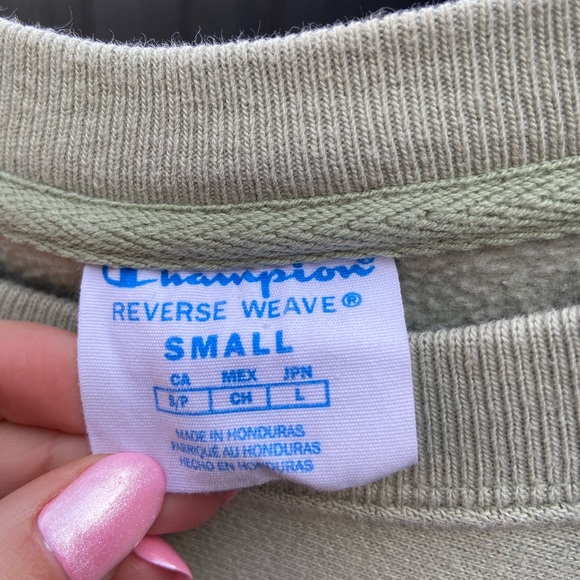 Champion
REVERSE WEAVE®
SMALL
CA MEX JPN
S/P CH L
MADE IN HONDURAS
FABRIQUÉ AU HONDURAS
HECHO EN HONDURAS